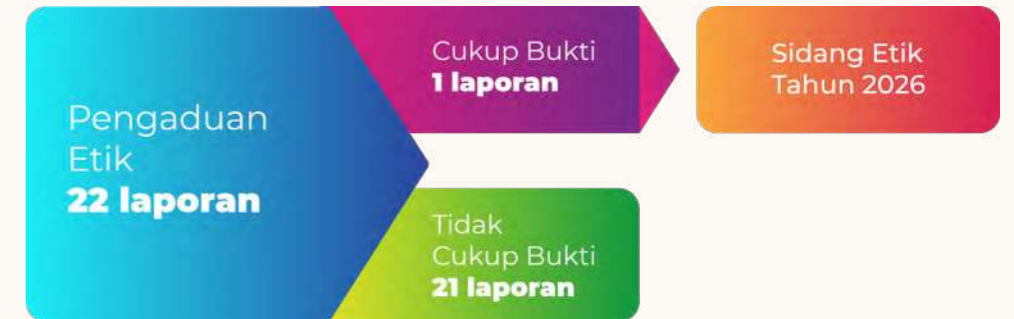 Pengaduan
Etik
22 laporan
Cukup Bukti
1 laporan
Sidang Etik
Tahun 2026
Tidak
Cukup Bukti
21 laporan